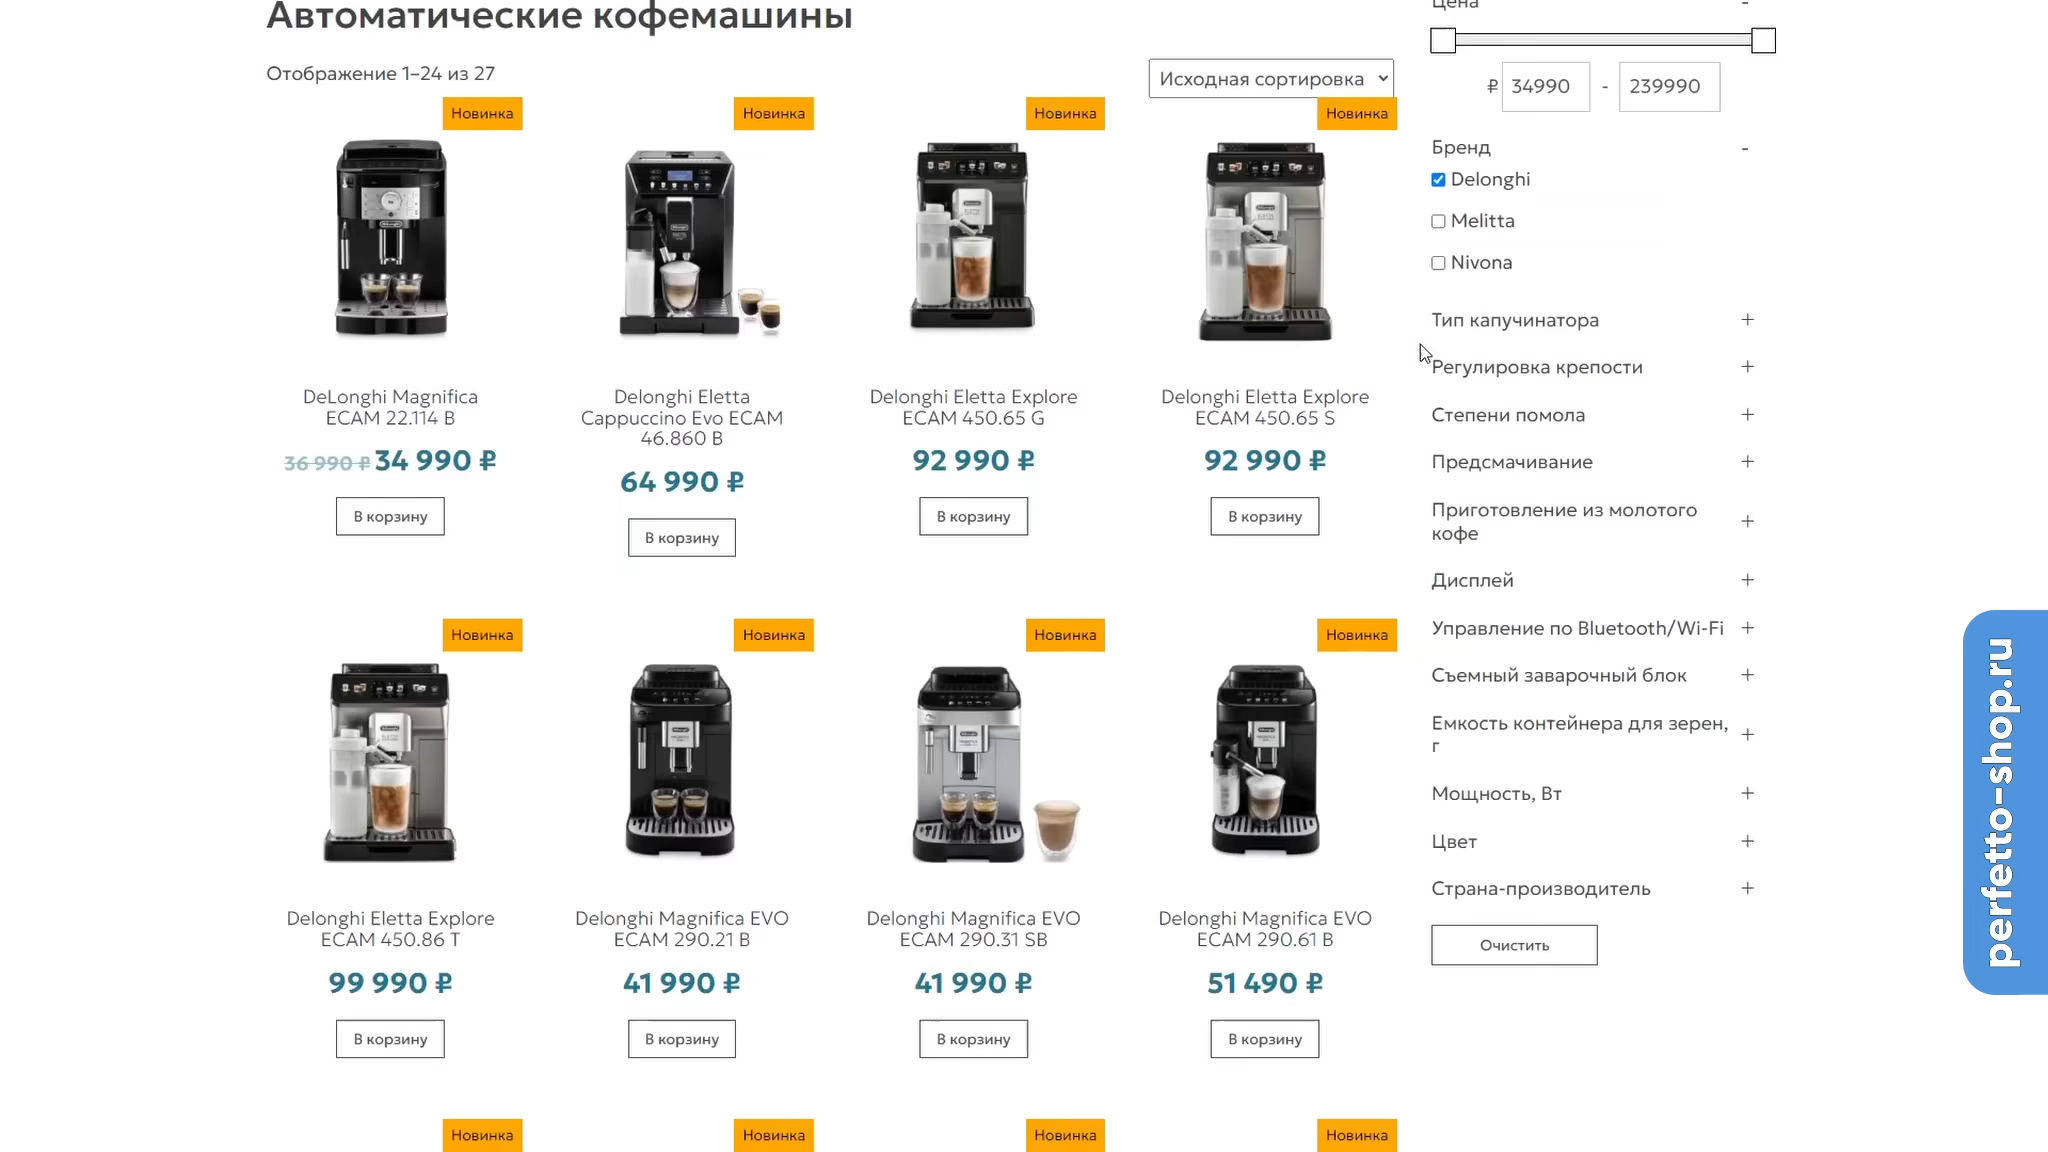 Автоматические кофемашины
Цена -
Отображение 1–24 из 27
Исходная сортировка
₽ 34990 - 239990
Новинка Новинка Новинка Новинка
Бренд -
Delonghi
Melitta
Nivona
Тип капучинатора +
Регулировка крепости +
Степени помола +
Предсмачивание +
Приготовление из молотого
кофе +
Дисплей +
Управление по Bluetooth/Wi-Fi +
Съемный заварочный блок +
Емкость контейнера для зерен,
г +
Мощность, Вт +
Цвет +
Страна-производитель +
Очистить
DeLonghi Magnifica
ECAM 22.114 B
36 990 ₽ 34 990 ₽
В корзину
Delonghi Eletta
Cappuccino Evo ECAM
46.860 B
64 990 ₽
В корзину
Delonghi Eletta Explore
ECAM 450.65 G
92 990 ₽
В корзину
Delonghi Eletta Explore
ECAM 450.65 S
92 990 ₽
В корзину
Новинка Новинка Новинка Новинка
Delonghi Eletta Explore
ECAM 450.86 T
99 990 ₽
В корзину
Delonghi Magnifica EVO
ECAM 290.21 B
41 990 ₽
В корзину
Delonghi Magnifica EVO
ECAM 290.31 SB
41 990 ₽
В корзину
Delonghi Magnifica EVO
ECAM 290.61 B
51 490 ₽
В корзину
Новинка Новинка Новинка Новинка
perfetto-shop.ru